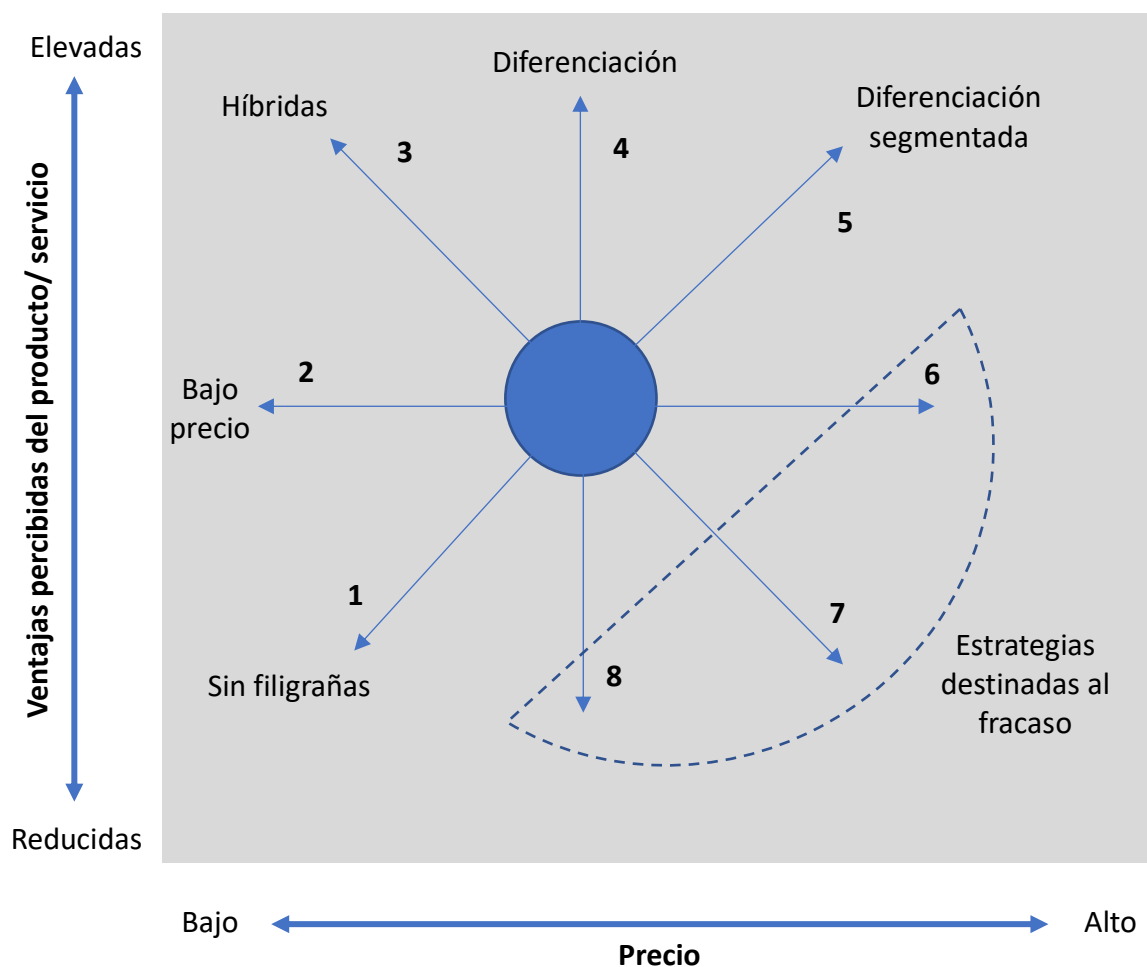 Elevadas
Diferenciación
Híbridas
Diferenciación
segmentada
3
4
5
Ventajas percibidas del producto/ servicio
2
6
Bajo
precio
1
7
Sin filigrañas
8
Estrategias
destinadas al
fracaso
Reducidas
Bajo
Alto
Precio